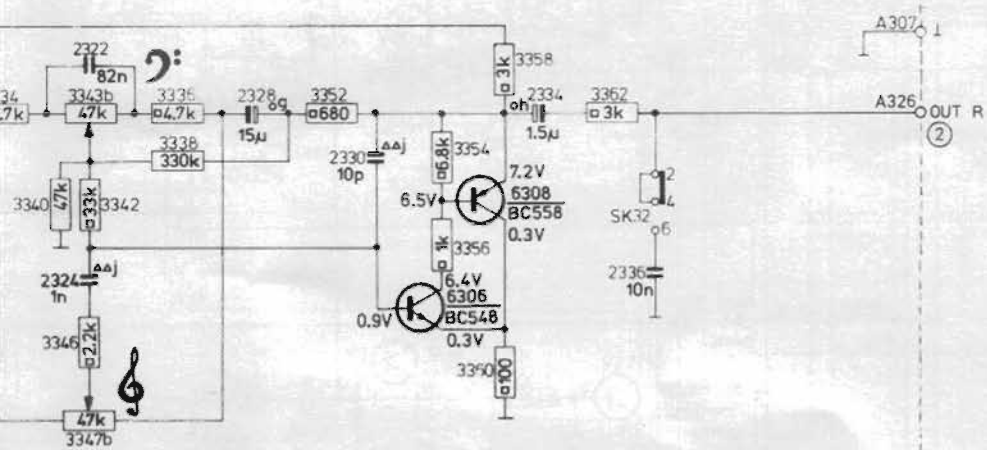 A307 ⊥
2322
82n
3358
3k
34
.7k
3343b
47k
3335
4.7k
2328 g
15μ
3352
680
h 2334
1.5μ
3362
3k
A326
OUT R
2
3338
330k
2330 ΔΔj
10p
6.8k
3354
7.2V
6308
BC558
0.3V
6.5V
3340
47k
33k
3342
2
4
SK32
6
1k
3356
2324 ΔΔj
1n
6.4V
6306
BC548
0.3V
0.9V
2336
10n
3346
2.2k
3350
100
47k
3347b